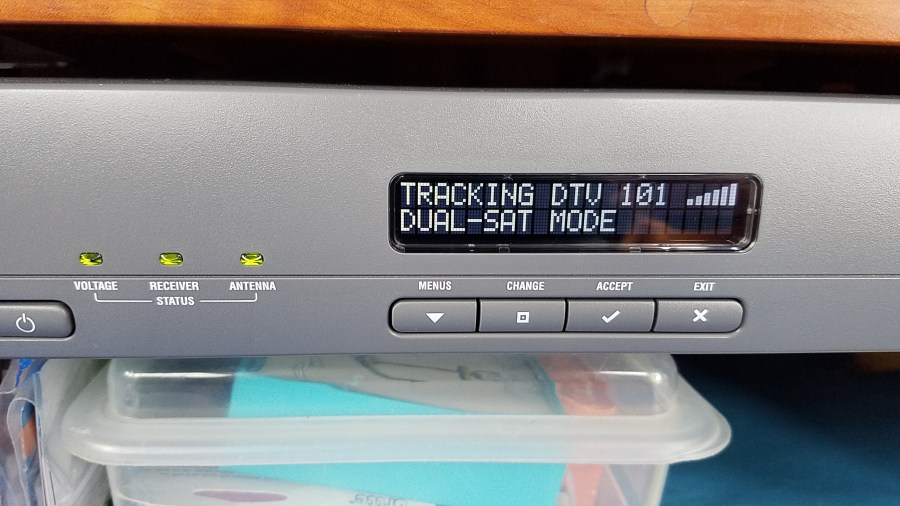 TRACKING DTV 101
DUAL-SAT MODE
VOLTAGE RECEIVER ANTENNA
STATUS
MENUS CHANGE ACCEPT EXIT